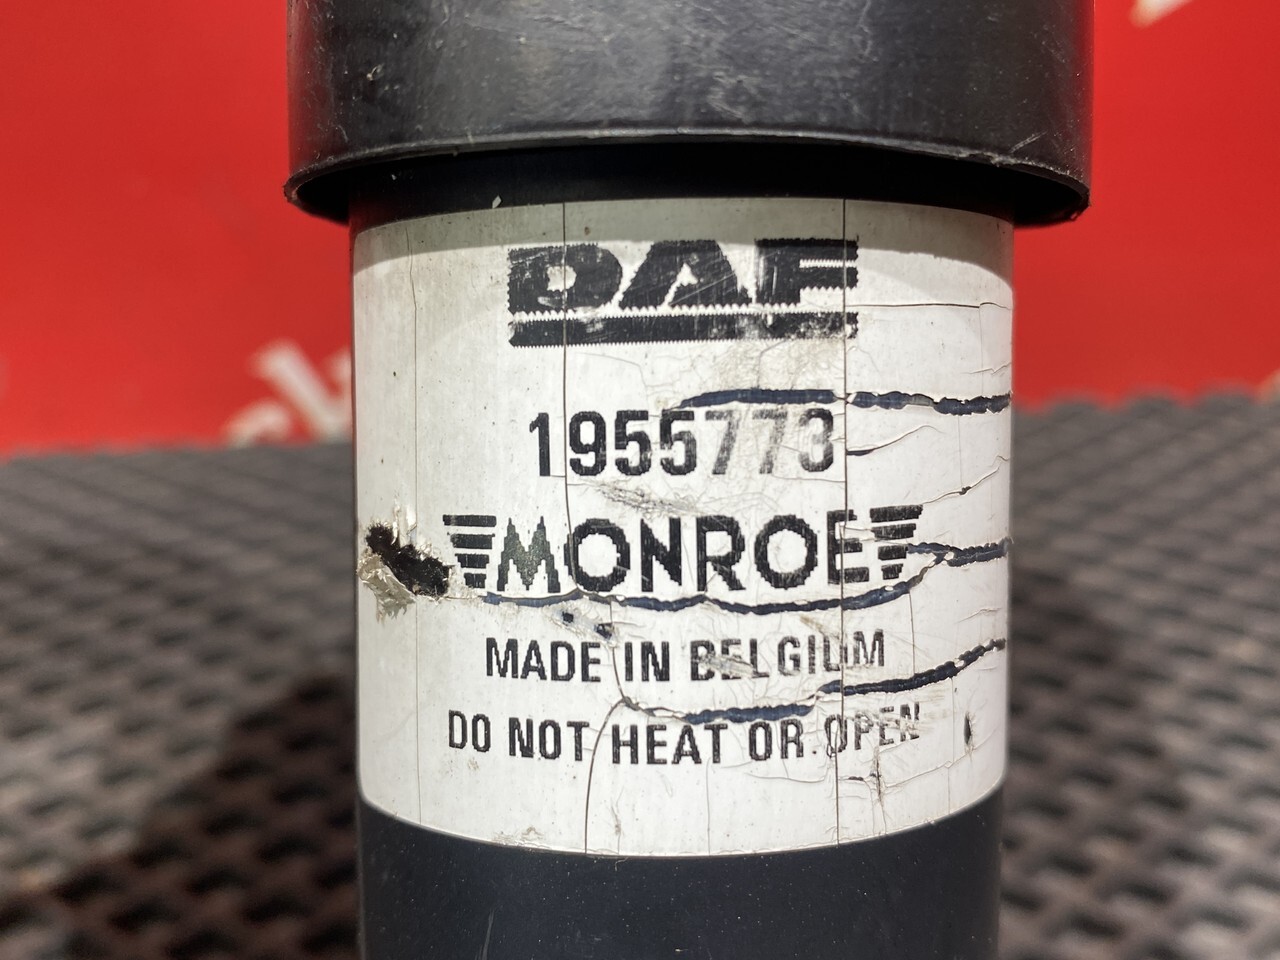 DAF
1955773
MONROE
MADE IN BELGIUM
DO NOT HEAT OR OPEN